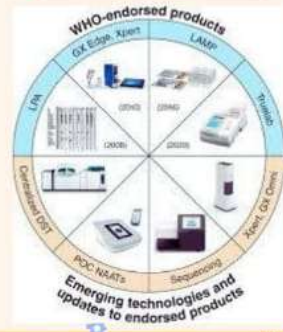 WHO-endorsed products
LPA
GX Edge, Xpert
LAMP
Truelab
(2008)
(2010)
(2016)
(2020)
Centralized DST
POC NAATs
Sequencing
Xpert, GX Omni
Emerging technologies and
updates to endorsed products